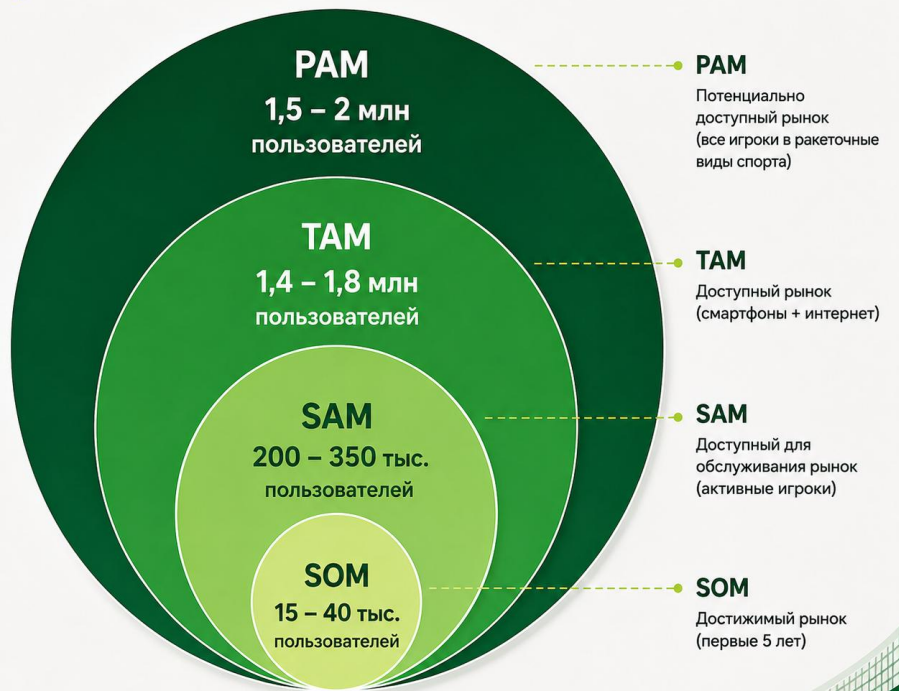 PAM
1,5 – 2 млн
пользователей
TAM
1,4 – 1,8 млн
пользователей
SAM
200 – 350 тыс.
пользователей
SOM
15 – 40 тыс.
пользователей
PAM
Потенциально
доступный рынок
(все игроки в ракеточные
виды спорта)
TAM
Доступный рынок
(смартфоны + интернет)
SAM
Доступный для
обслуживания рынок
(активные игроки)
SOM
Достижимый рынок
(первые 5 лет)